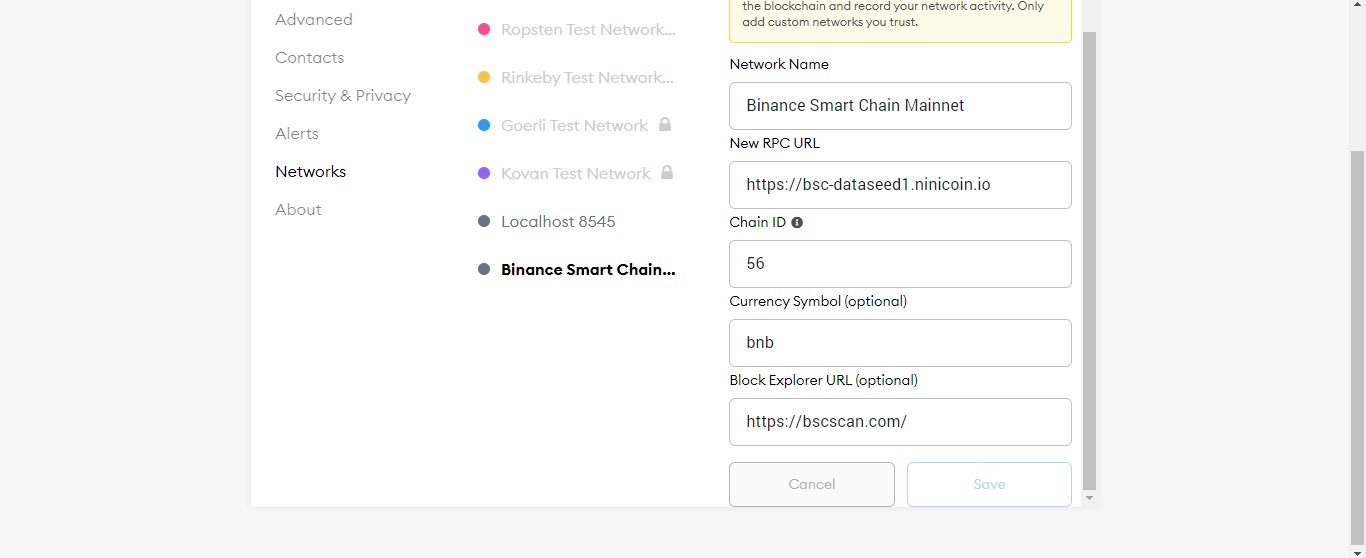 Advanced
Contacts
Security & Privacy
Alerts
Networks
About
Ropsten Test Network...
Rinkeby Test Network...
Goerli Test Network
Kovan Test Network
Localhost 8545
Binance Smart Chain...
the blockchain and record your network activity. Only
add custom networks you trust.
Network Name
Binance Smart Chain Mainnet
New RPC URL
https://bsc-dataseed1.ninicoin.io
Chain ID
56
Currency Symbol (optional)
bnb
Block Explorer URL (optional)
https://bscscan.com/
Cancel
Save